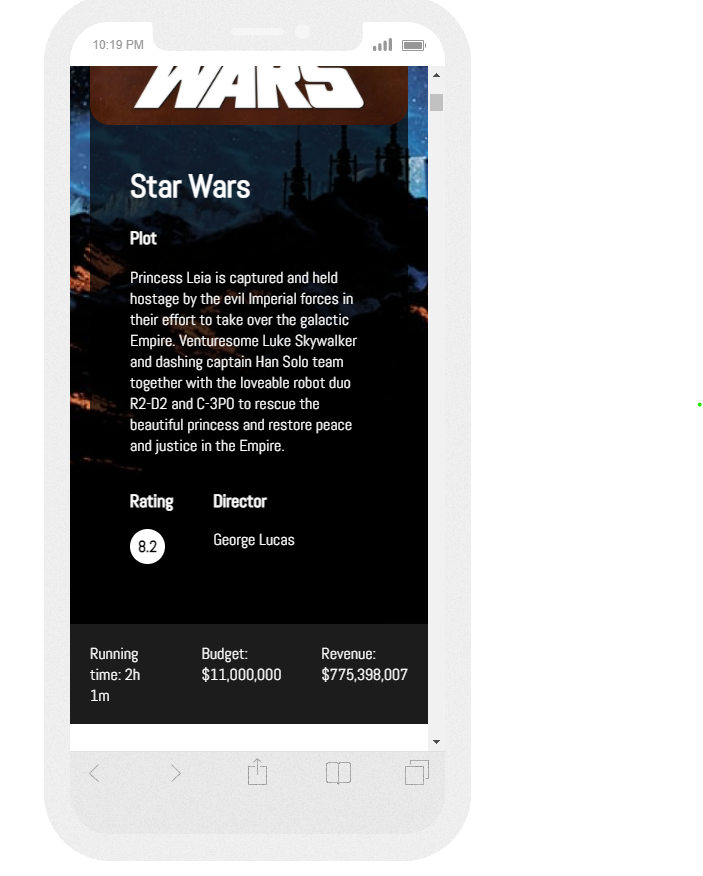 10:19 PM
WARS
Star Wars
Plot
Princess Leia is captured and held
hostage by the evil Imperial forces in
their effort to take over the galactic
Empire. Venturesome Luke Skywalker
and dashing captain Han Solo team
together with the loveable robot duo
R2-D2 and C-3PO to rescue the
beautiful princess and restore peace
and justice in the Empire.
Rating Director
8.2 George Lucas
Running Budget: Revenue:
time: 2h $11,000,000 $775,398,007
1m